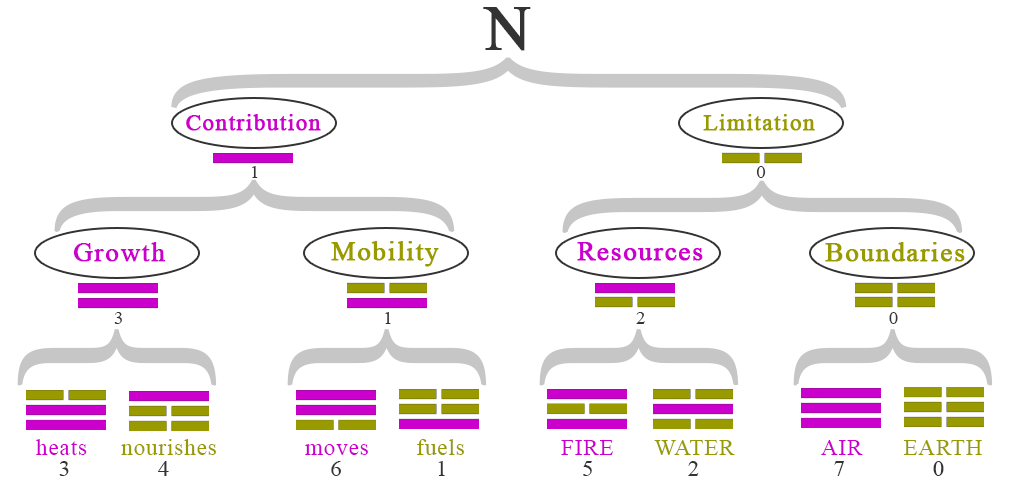 N
Contribution Limitation
1 0
Growth Mobility Resources Boundaries
3 1 2 0
heats nourishes moves fuels FIRE WATER AIR EARTH
3 4 6 1 5 2 7 0